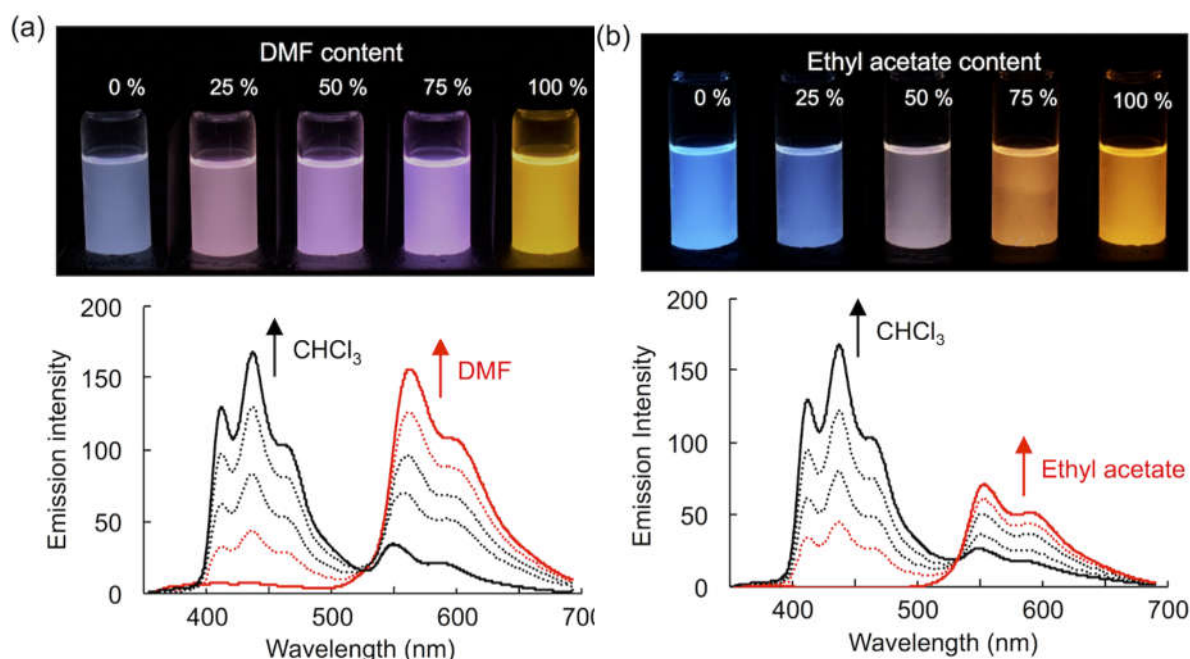 (a)
DMF content
0 % 25 % 50 % 75 % 100 %
200
150
100
50
0
Emission intensity
CHCl₃
DMF
400 500 600 700
Wavelength (nm)
(b)
Ethyl acetate content
0 % 25 % 50 % 75 % 100 %
200
150
100
50
0
Emission Intensity
CHCl₃
Ethyl acetate
400 500 600 700
Wavelength (nm)